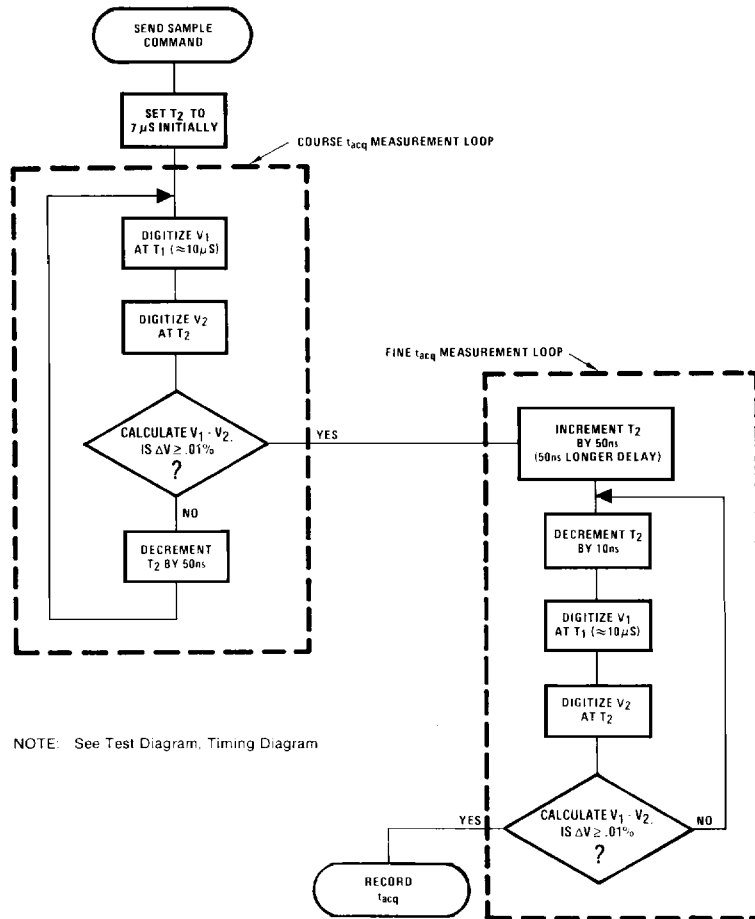 SEND SAMPLE
COMMAND
SET T2 TO
7 µS INITIALLY
COURSE tacq MEASUREMENT LOOP
DIGITIZE V1
AT T1 (≈10µS)
DIGITIZE V2
AT T2
CALCULATE V1 - V2.
IS ΔV ≥ .01%
?
YES
NO
DECREMENT
T2 BY 50ns
FINE tacq MEASUREMENT LOOP
INCREMENT T2
BY 50ns
(50ns LONGER DELAY)
DECREMENT T2
BY 10ns
DIGITIZE V1
AT T1 (≈10µS)
DIGITIZE V2
AT T2
CALCULATE V1 - V2.
IS ΔV ≥ .01%
?
YES
NO
RECORD
tacq
NOTE: See Test Diagram, Timing Diagram